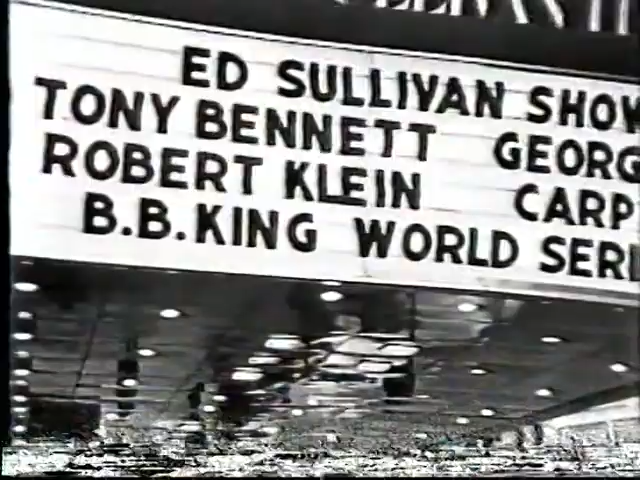 ED SULLIVAN SHOW
TONY BENNETT GEORG
ROBERT KLEIN CARP
B.B. KING WORLD SERI